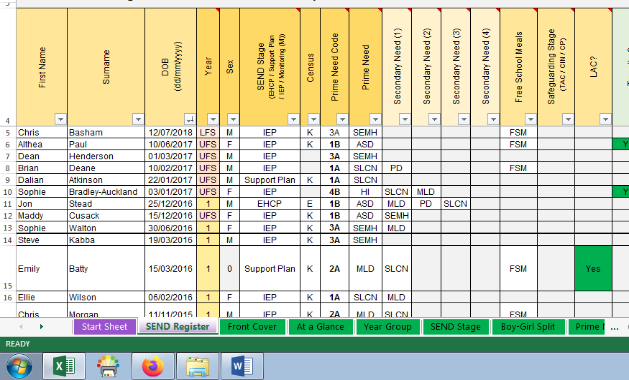 First Name Surname DOB (dd/mm/yyyy) Year Sex SEND Stage (EHCP / Support Plan / IEP / Monitoring (M)) Census Prime Need Code Prime Need Secondary Need (1) Secondary Need (2) Secondary Need (3) Secondary Need (4) Free School Meals Safeguarding Stage (TAC / CIN / CP) LAC?
4
5 Chris Basham 12/07/2018 LFS M IEP K 3A SEMH FSM
6 Althea Paul 10/06/2017 UFS F IEP K 1B ASD FSM Y
7 Dean Henderson 01/03/2017 UFS M IEP 3A SEMH
8 Brian Deane 10/02/2017 UFS M IEP K 1A SLCN PD FSM
9 Dalian Atkinson 22/01/2017 UFS M Support Plan K 1A SLCN
10 Sophie Bradley-Auckland 03/01/2017 UFS F IEP 4B HI SLCN MLD Y
11 Jon Stead 25/12/2016 1 M EHCP E 1B ASD MLD PD SLCN
12 Maddy Cusack 15/12/2016 UFS F IEP K 1B ASD SEMH
13 Sophie Walton 30/06/2016 1 F IEP K 3A SEMH MLD
14 Steve Kabba 19/03/2016 1 M IEP K 3A SEMH
15 Emily Batty 15/03/2016 1 0 Support Plan K 2A MLD SLCN FSM Yes
16 Ellie Wilson 06/02/2016 1 F IEP K 1A SLCN MLD
Chris Morgan 11/11/2015 1 M IEP K 2A MLD SLCN FSM
Start Sheet SEND Register Front Cover At a Glance Year Group SEND Stage Boy-Girl Split Prime ...
READY